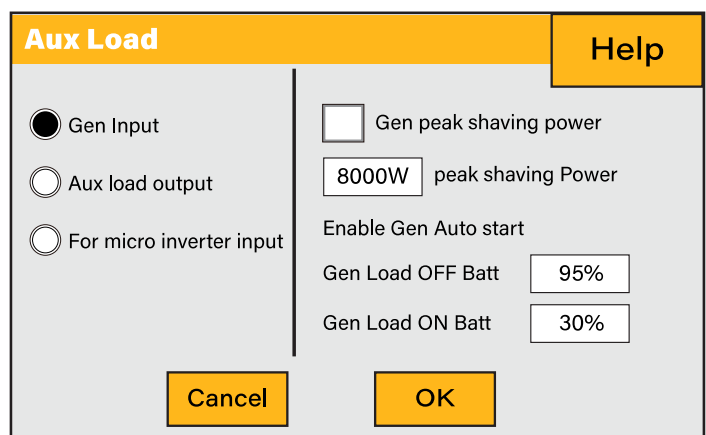 Aux Load
Help
Gen Input
Aux load output
For micro inverter input
Gen peak shaving power
8000W peak shaving Power
Enable Gen Auto start
Gen Load OFF Batt 95%
Gen Load ON Batt 30%
Cancel
OK